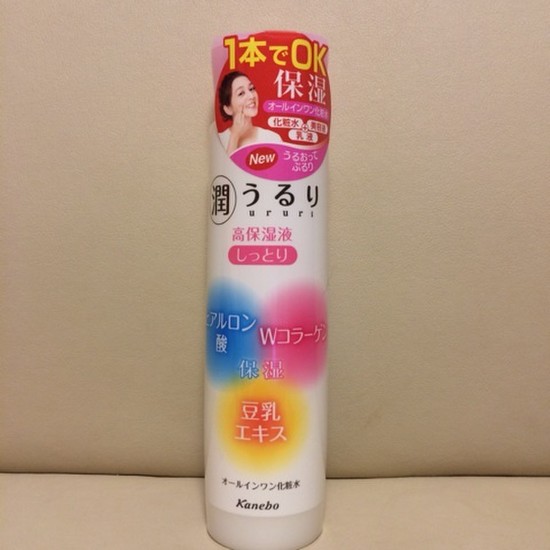 1本でOK
保湿
オールインワン化粧水
化粧水+美容液
乳液
New
うるおって
ぷるり
潤うるり
ururi
高保湿液
しっとり
ヒアルロン
酸
Wコラーゲン
保湿
豆乳
エキス
オールインワン化粧水
Kanebo